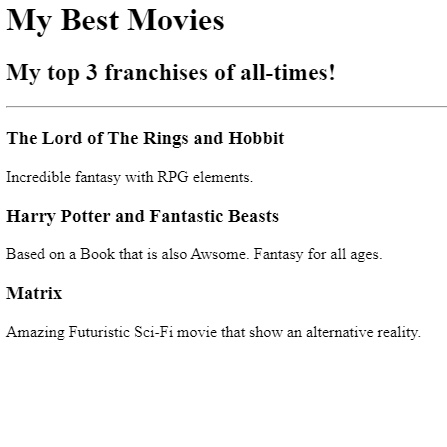 My Best Movies
My top 3 franchises of all-times!
The Lord of The Rings and Hobbit
Incredible fantasy with RPG elements.
Harry Potter and Fantastic Beasts
Based on a Book that is also Awsome. Fantasy for all ages.
Matrix
Amazing Futuristic Sci-Fi movie that show an alternative reality.